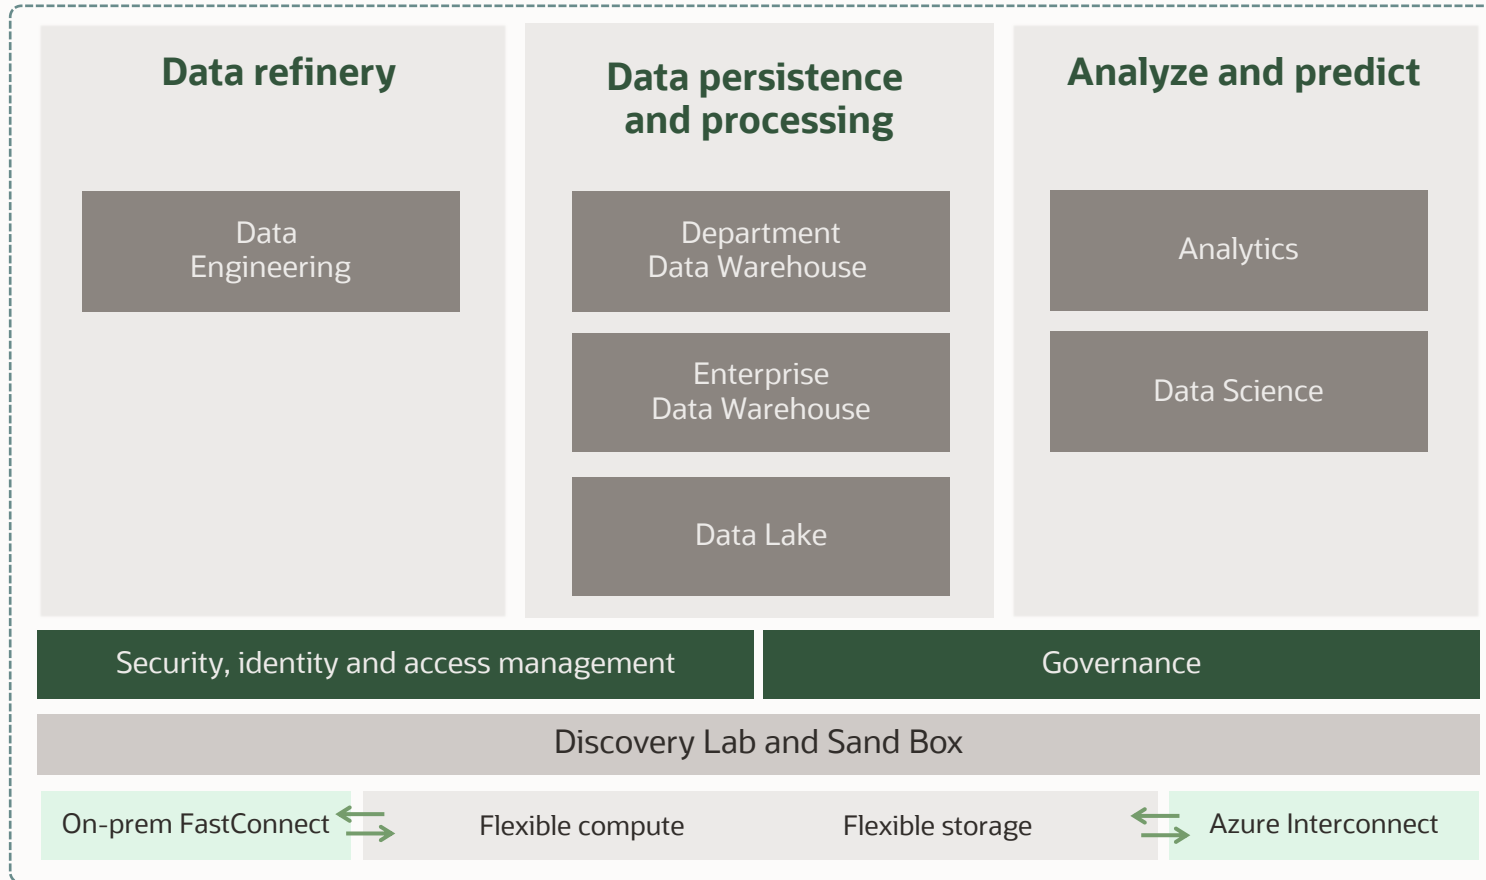 Data refinery
Data
Engineering
Data persistence
and processing
Department
Data Warehouse
Enterprise
Data Warehouse
Data Lake
Analyze and predict
Analytics
Data Science
Security, identity and access management
Governance
Discovery Lab and Sand Box
On-prem FastConnect
Flexible compute
Flexible storage
Azure Interconnect